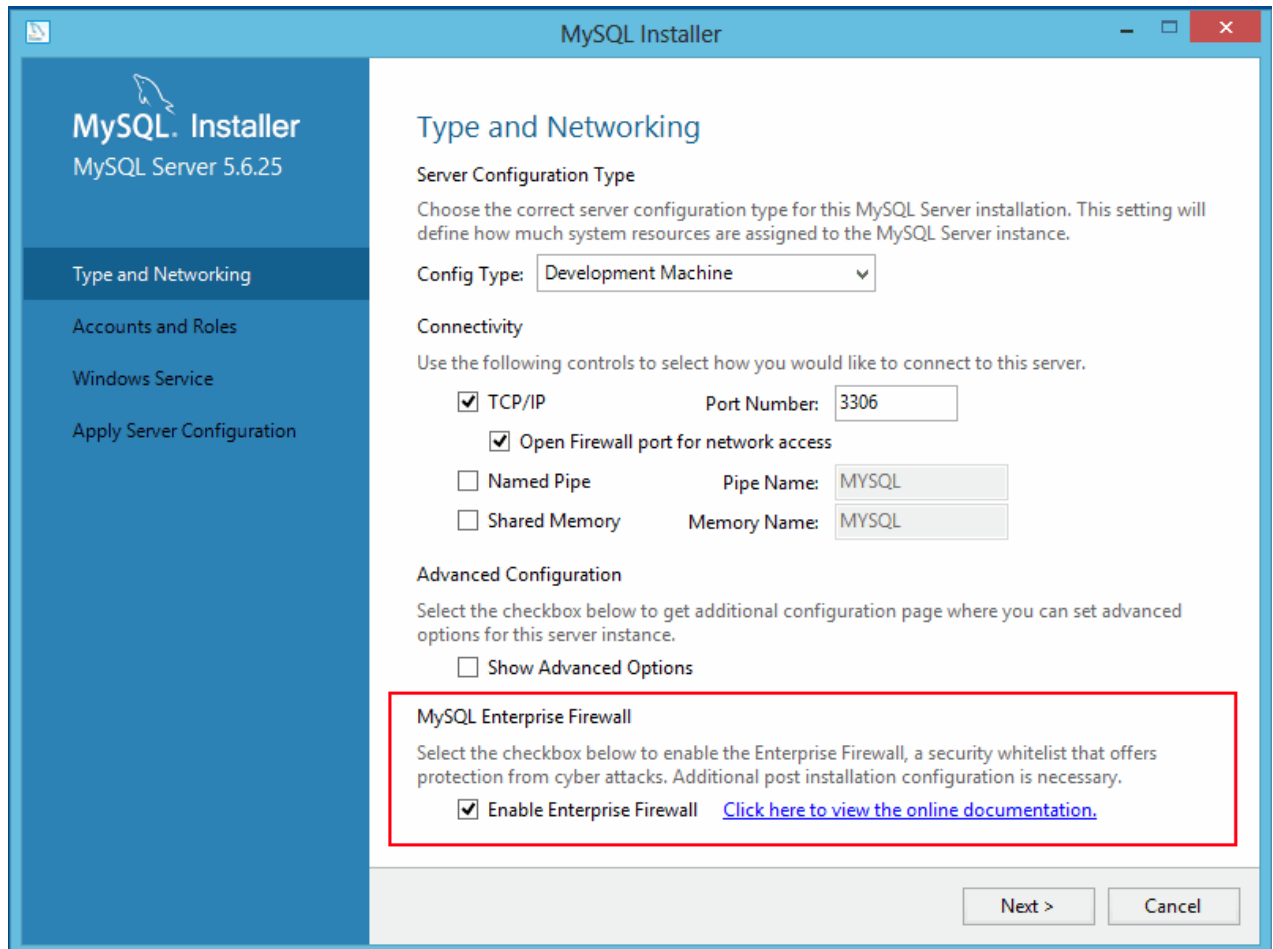 MySQL Installer
MySQL. Installer
MySQL Server 5.6.25
Type and Networking
Accounts and Roles
Windows Service
Apply Server Configuration
Type and Networking
Server Configuration Type
Choose the correct server configuration type for this MySQL Server installation. This setting will
define how much system resources are assigned to the MySQL Server instance.
Config Type: Development Machine
Connectivity
Use the following controls to select how you would like to connect to this server.
TCP/IP Port Number: 3306
Open Firewall port for network access
Named Pipe Pipe Name: MYSQL
Shared Memory Memory Name: MYSQL
Advanced Configuration
Select the checkbox below to get additional configuration page where you can set advanced
options for this server instance.
Show Advanced Options
MySQL Enterprise Firewall
Select the checkbox below to enable the Enterprise Firewall, a security whitelist that offers
protection from cyber attacks. Additional post installation configuration is necessary.
Enable Enterprise Firewall Click here to view the online documentation.
Next > Cancel